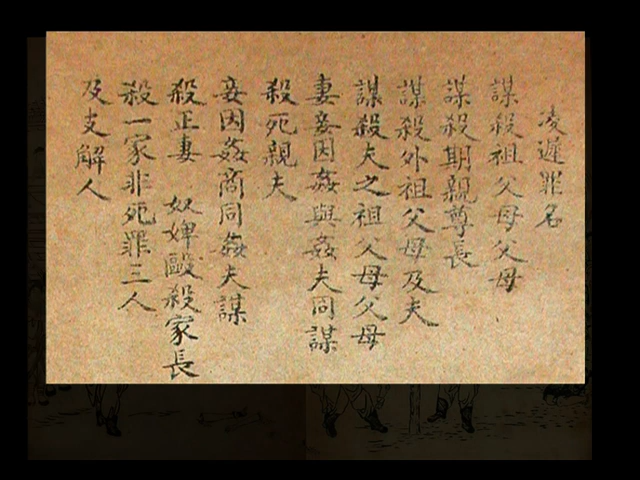 凌遲罪名
謀殺祖父母父母
謀殺期親尊長
謀殺外祖父母及夫
謀殺夫之祖父母父母
妻妾因姦與姦夫同謀
殺死親夫
妾因姦商同姦夫謀
殺正妻 奴婢毆殺家長
殺一家非死罪三人
及支解人